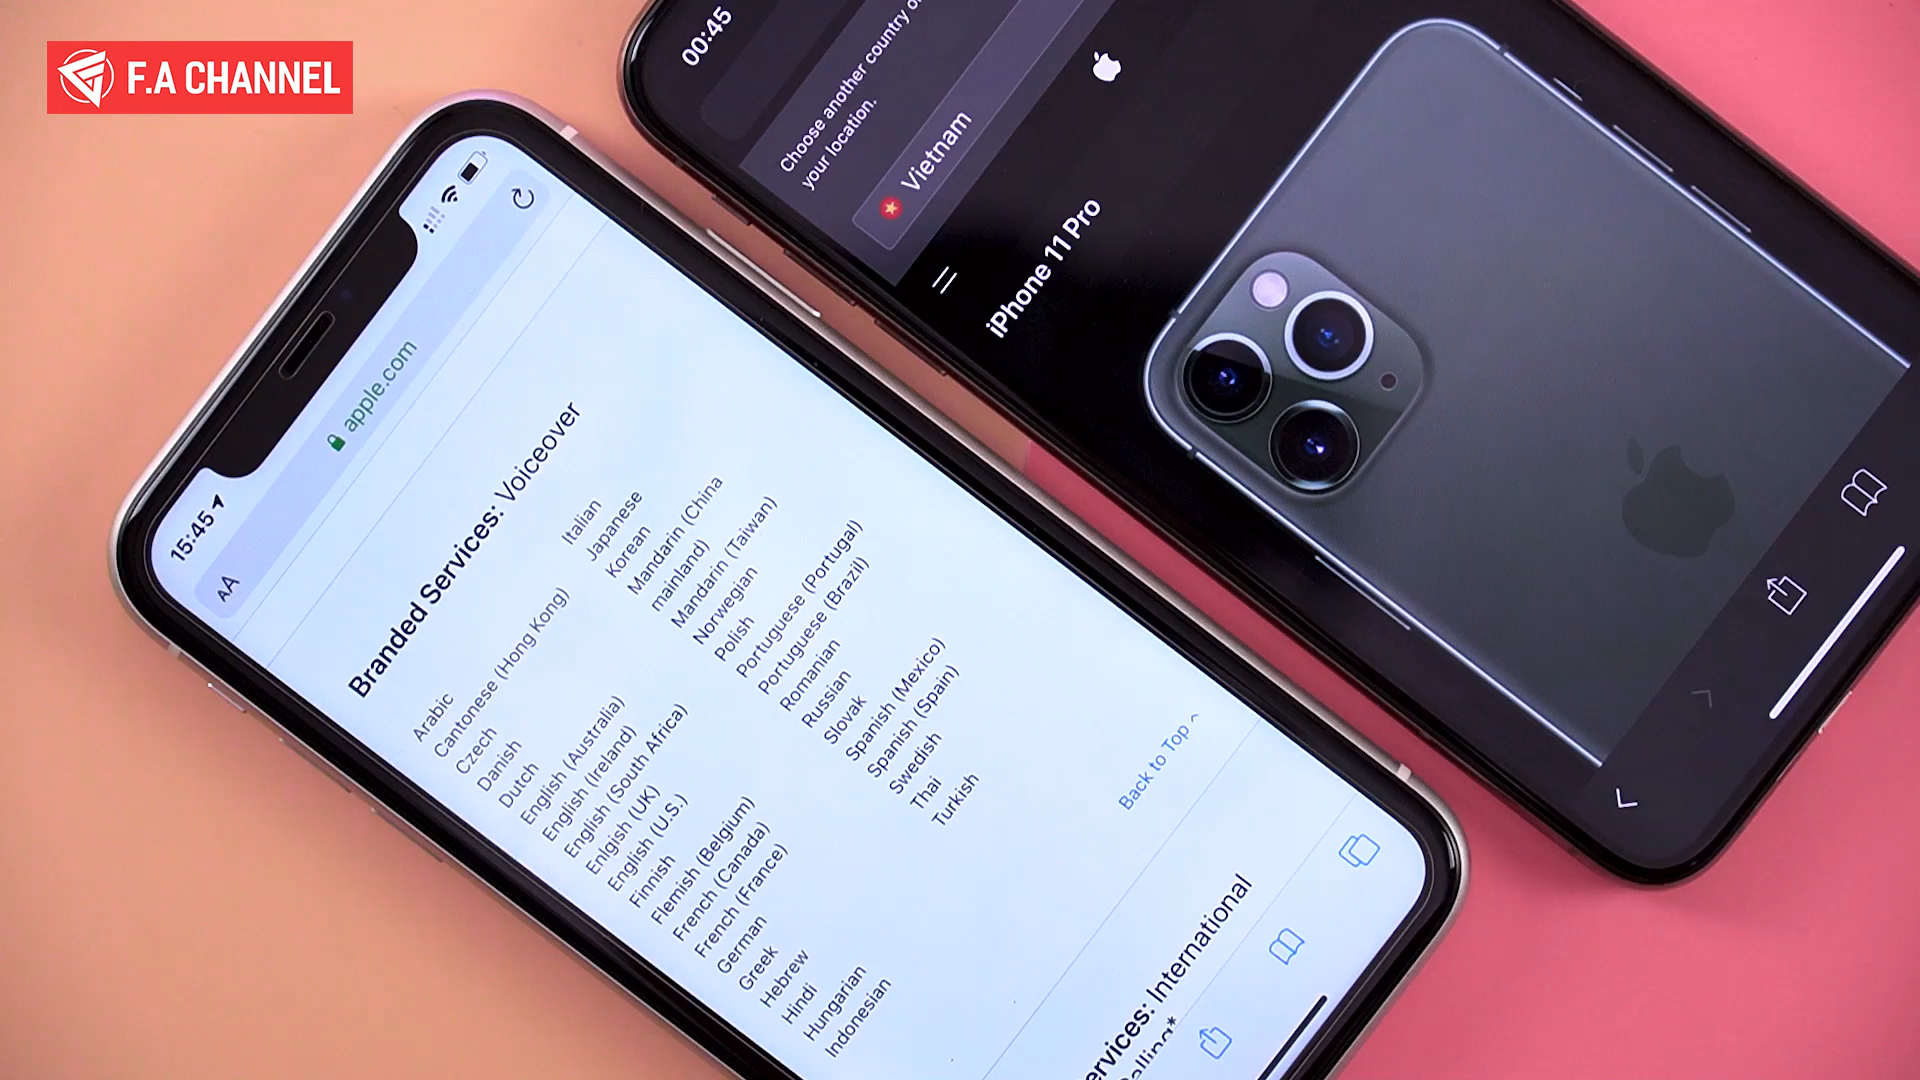 F.A CHANNEL
15:45
AA
apple.com
Branded Services: Voiceover
Arabic
Cantonese (Hong Kong)
Czech
Danish
Dutch
English (Australia)
English (Ireland)
English (South Africa)
Enlgish (UK)
English (U.S.)
Finnish
Flemish (Belgium)
French (Canada)
French (France)
German
Greek
Hebrew
Hindi
Hungarian
Indonesian
Italian
Japanese
Korean
Mandarin (China
mainland)
Mandarin (Taiwan)
Norwegian
Polish
Portuguese (Portugal)
Portuguese (Brazil)
Romanian
Russian
Slovak
Spanish (Mexico)
Spanish (Spain)
Swedish
Thai
Turkish
Back to Top
ervices: International
00:45
Choose another country o
your location.
Vietnam
iPhone 11 Pro